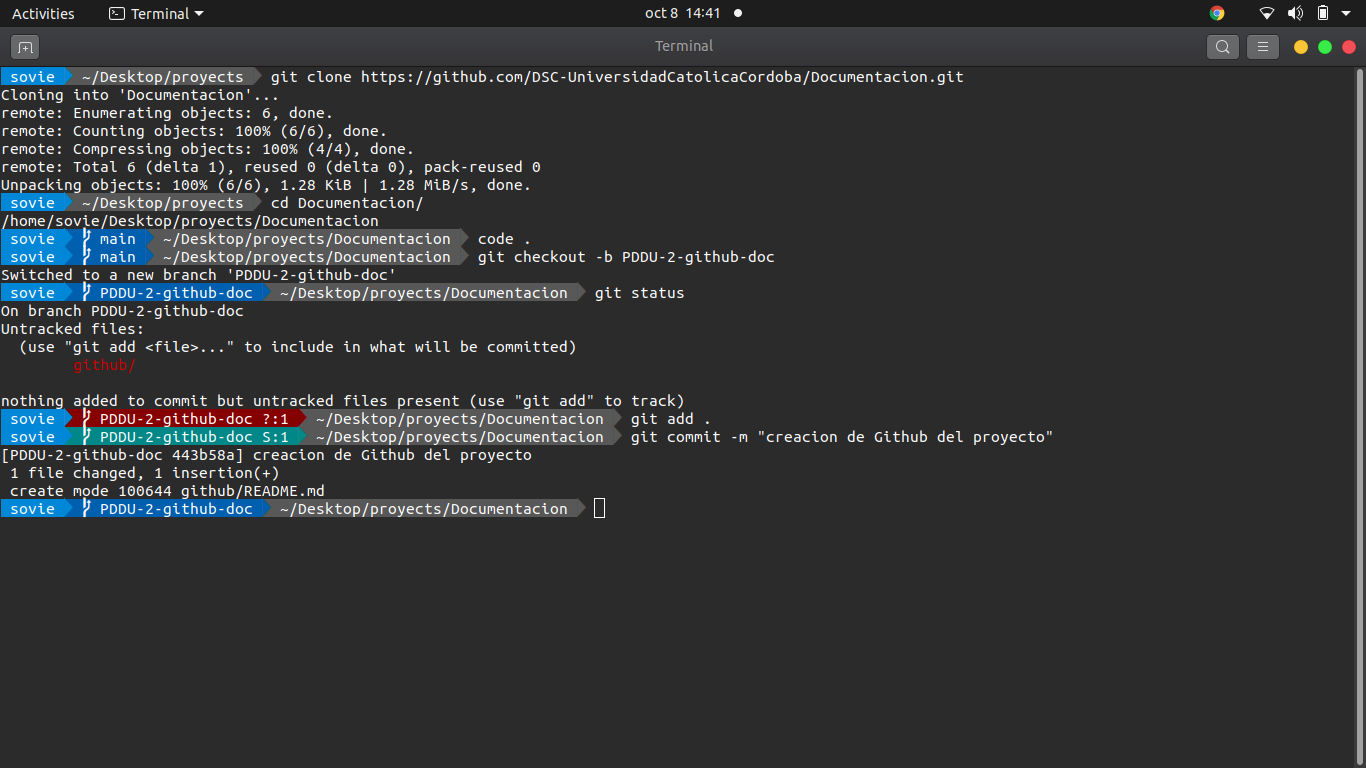 Activities Terminal oct 8 14:41
Terminal
sovie ~/Desktop/proyects git clone https://github.com/DSC-UniversidadCatolicaCordoba/Documentacion.git
Cloning into 'Documentacion'...
remote: Enumerating objects: 6, done.
remote: Counting objects: 100% (6/6), done.
remote: Compressing objects: 100% (4/4), done.
remote: Total 6 (delta 1), reused 0 (delta 0), pack-reused 0
Unpacking objects: 100% (6/6), 1.28 KiB | 1.28 MiB/s, done.
sovie ~/Desktop/proyects cd Documentacion/
/home/sovie/Desktop/proyects/Documentacion
sovie main ~/Desktop/proyects/Documentacion code .
sovie main ~/Desktop/proyects/Documentacion git checkout -b PDDU-2-github-doc
Switched to a new branch 'PDDU-2-github-doc'
sovie PDDU-2-github-doc ~/Desktop/proyects/Documentacion git status
On branch PDDU-2-github-doc
Untracked files:
(use "git add <file>..." to include in what will be committed)
github/
nothing added to commit but untracked files present (use "git add" to track)
sovie PDDU-2-github-doc ?:1 ~/Desktop/proyects/Documentacion git add .
sovie PDDU-2-github-doc S:1 ~/Desktop/proyects/Documentacion git commit -m "creacion de Github del proyecto"
[PDDU-2-github-doc 443b58a] creacion de Github del proyecto
1 file changed, 1 insertion(+)
create mode 100644 github/README.md
sovie PDDU-2-github-doc ~/Desktop/proyects/Documentacion